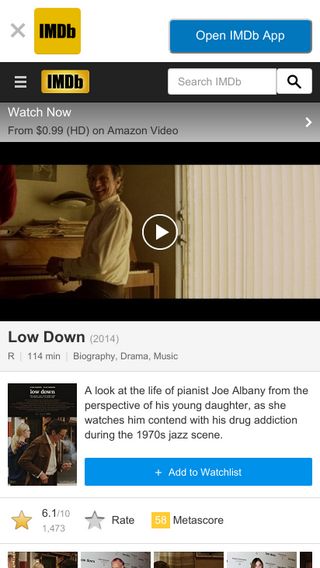 IMDb
Open IMDb App
IMDb
Search IMDb
Watch Now
From $0.99 (HD) on Amazon Video
Low Down (2014)
R | 114 min | Biography, Drama, Music
low down
A look at the life of pianist Joe Albany from the
perspective of his young daughter, as she
watches him contend with his drug addiction
during the 1970s jazz scene.
+ Add to Watchlist
6.1/10
1,473
Rate
58 Metascore